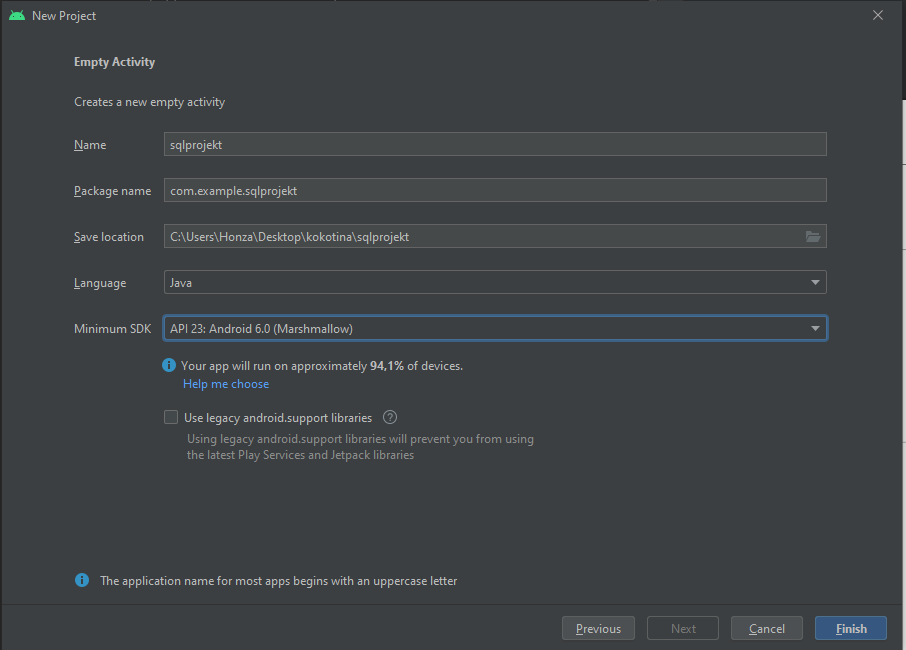 New Project
Empty Activity
Creates a new empty activity
Name sqlprojekt
Package name com.example.sqlprojekt
Save location C:\Users\Honza\Desktop\kokotina\sqlprojekt
Language Java
Minimum SDK API 23: Android 6.0 (Marshmallow)
Your app will run on approximately 94,1% of devices.
Help me choose
Use legacy android.support libraries ?
Using legacy android.support libraries will prevent you from using
the latest Play Services and Jetpack libraries
The application name for most apps begins with an uppercase letter
Previous Next Cancel Finish